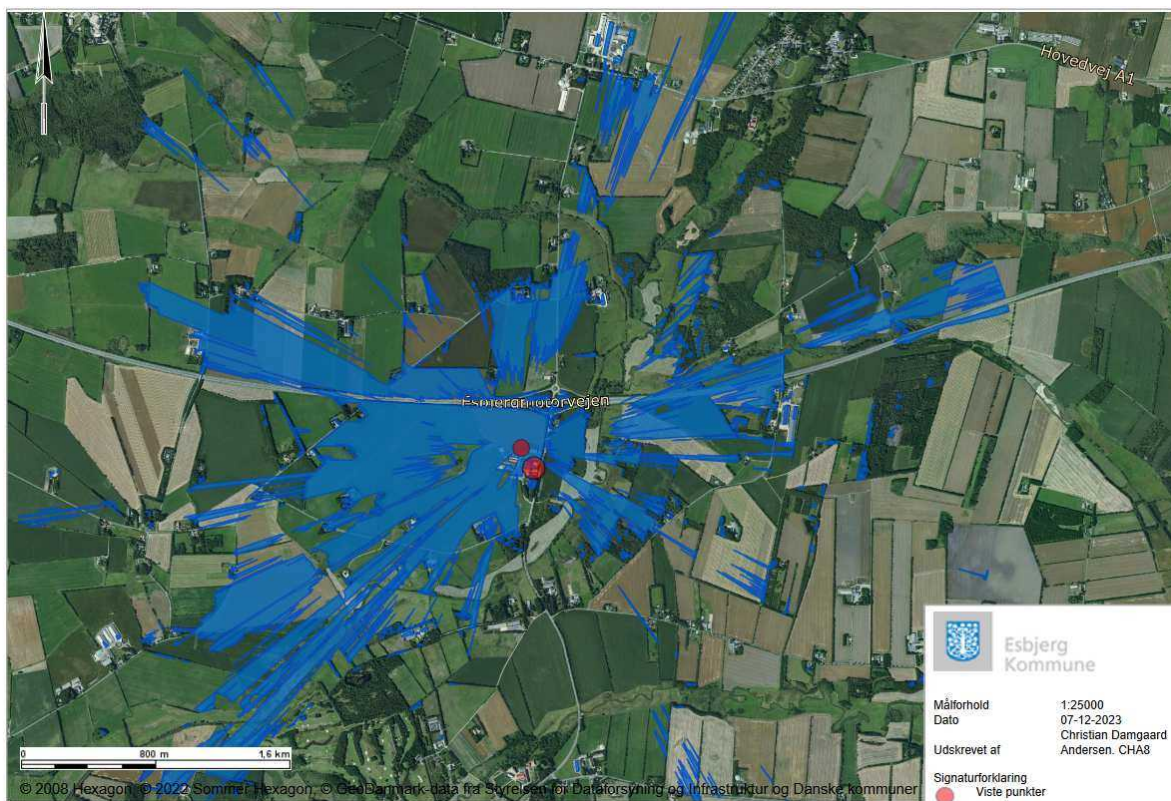 Hovedvej A1
Esbjergmotorvejen
Esbjerg
Kommune
Målforhold 1:25000
Dato 07-12-2023
Christian Damgaard
Udskrevet af Andersen. CHA8
Signaturforklaring
Viste punkter
0 800 m 1,6 km
© 2008 Hexagon, © 2022 Sommer Hexagon, © GeoDanmark-data fra Styrelsen for Dataforsyning og Infrastruktur og Danske kommuner